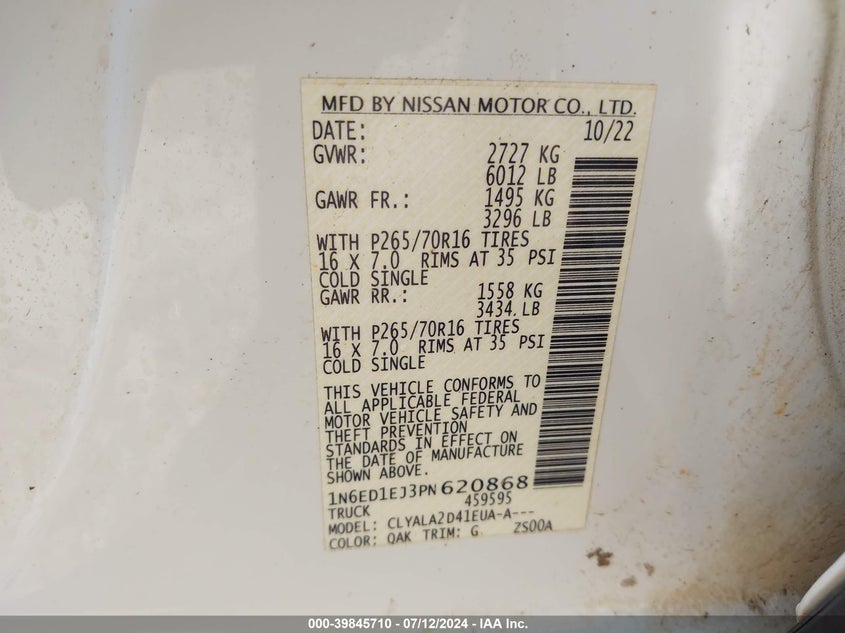 MFD BY NISSAN MOTOR CO., LTD.
DATE: 10/22
GVWR: 2727 KG
6012 LB
GAWR FR.: 1495 KG
3296 LB
WITH P265/70R16 TIRES
16 X 7.0 RIMS AT 35 PSI
COLD SINGLE
GAWR RR.: 1558 KG
3434 LB
WITH P265/70R16 TIRES
16 X 7.0 RIMS AT 35 PSI
COLD SINGLE
THIS VEHICLE CONFORMS TO
ALL APPLICABLE FEDERAL
MOTOR VEHICLE SAFETY AND
THEFT PREVENTION
STANDARDS IN EFFECT ON
THE DATE OF MANUFACTURE
SHOWN ABOVE.
1N6ED1EJ3PN620868
TRUCK 459595
MODEL: CLYALA2D41EUA-A---
COLOR: QAK TRIM: G ZS00A
000-39845710 - 07/12/2024 - IAAI Inc.